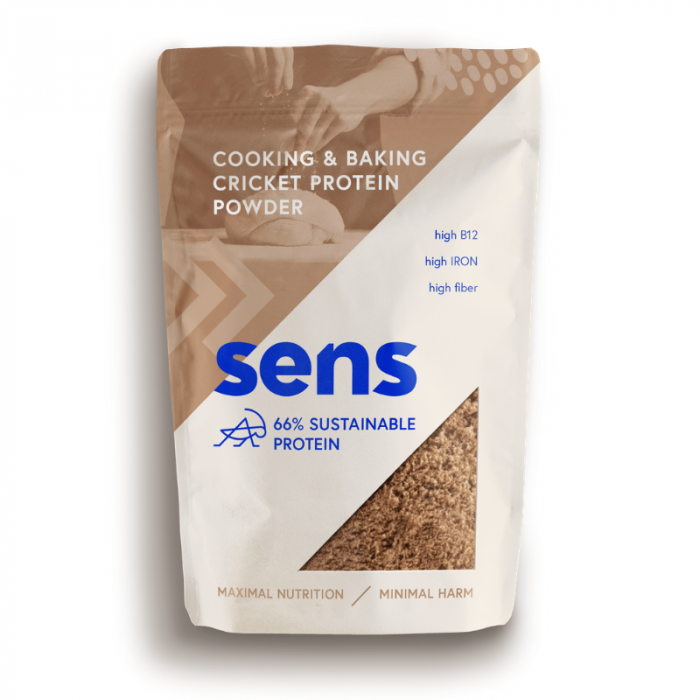 COOKING & BAKING
CRICKET PROTEIN
POWDER
high B12
high IRON
high fiber
sens
66% SUSTAINABLE
PROTEIN
MAXIMAL NUTRITION / MINIMAL HARM